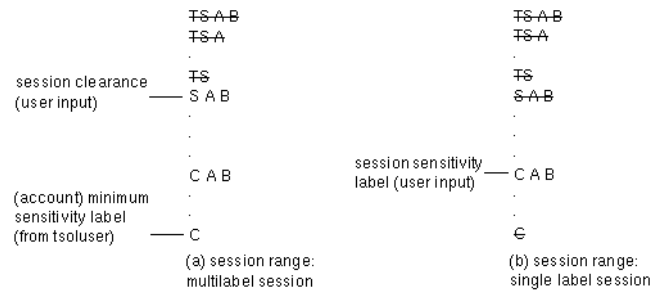 TS A B
TS A
.
TS
session clearance
(user input)
S A B
.
.
.
C A B
.
(account) minimum
sensitivity label
(from tsoluser)
.
C
(a) session range:
multilabel session
TS A B
TS A
.
TS
S A B
.
.
.
session sensitivity
label (user input)
C A B
.
.
C
(b) session range:
single label session